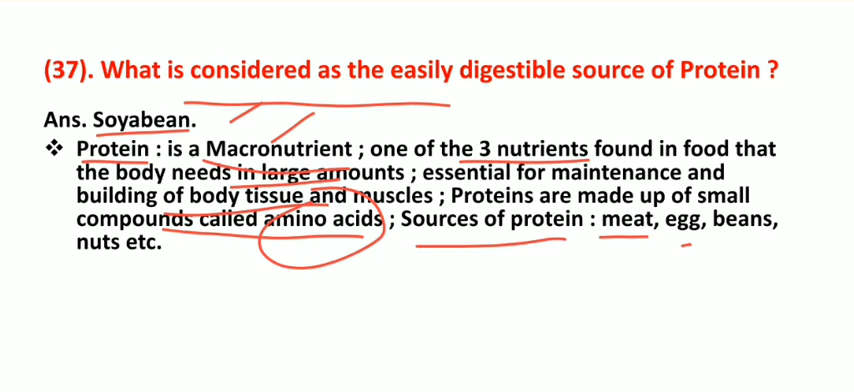 (37). What is considered as the easily digestible source of Protein ?
Ans. Soyabean.
❖ Protein : is a Macronutrient ; one of the 3 nutrients found in food that
the body needs in large amounts ; essential for maintenance and
building of body tissue and muscles ; Proteins are made up of small
compounds called amino acids ; Sources of protein : meat, egg, beans,
nuts etc.